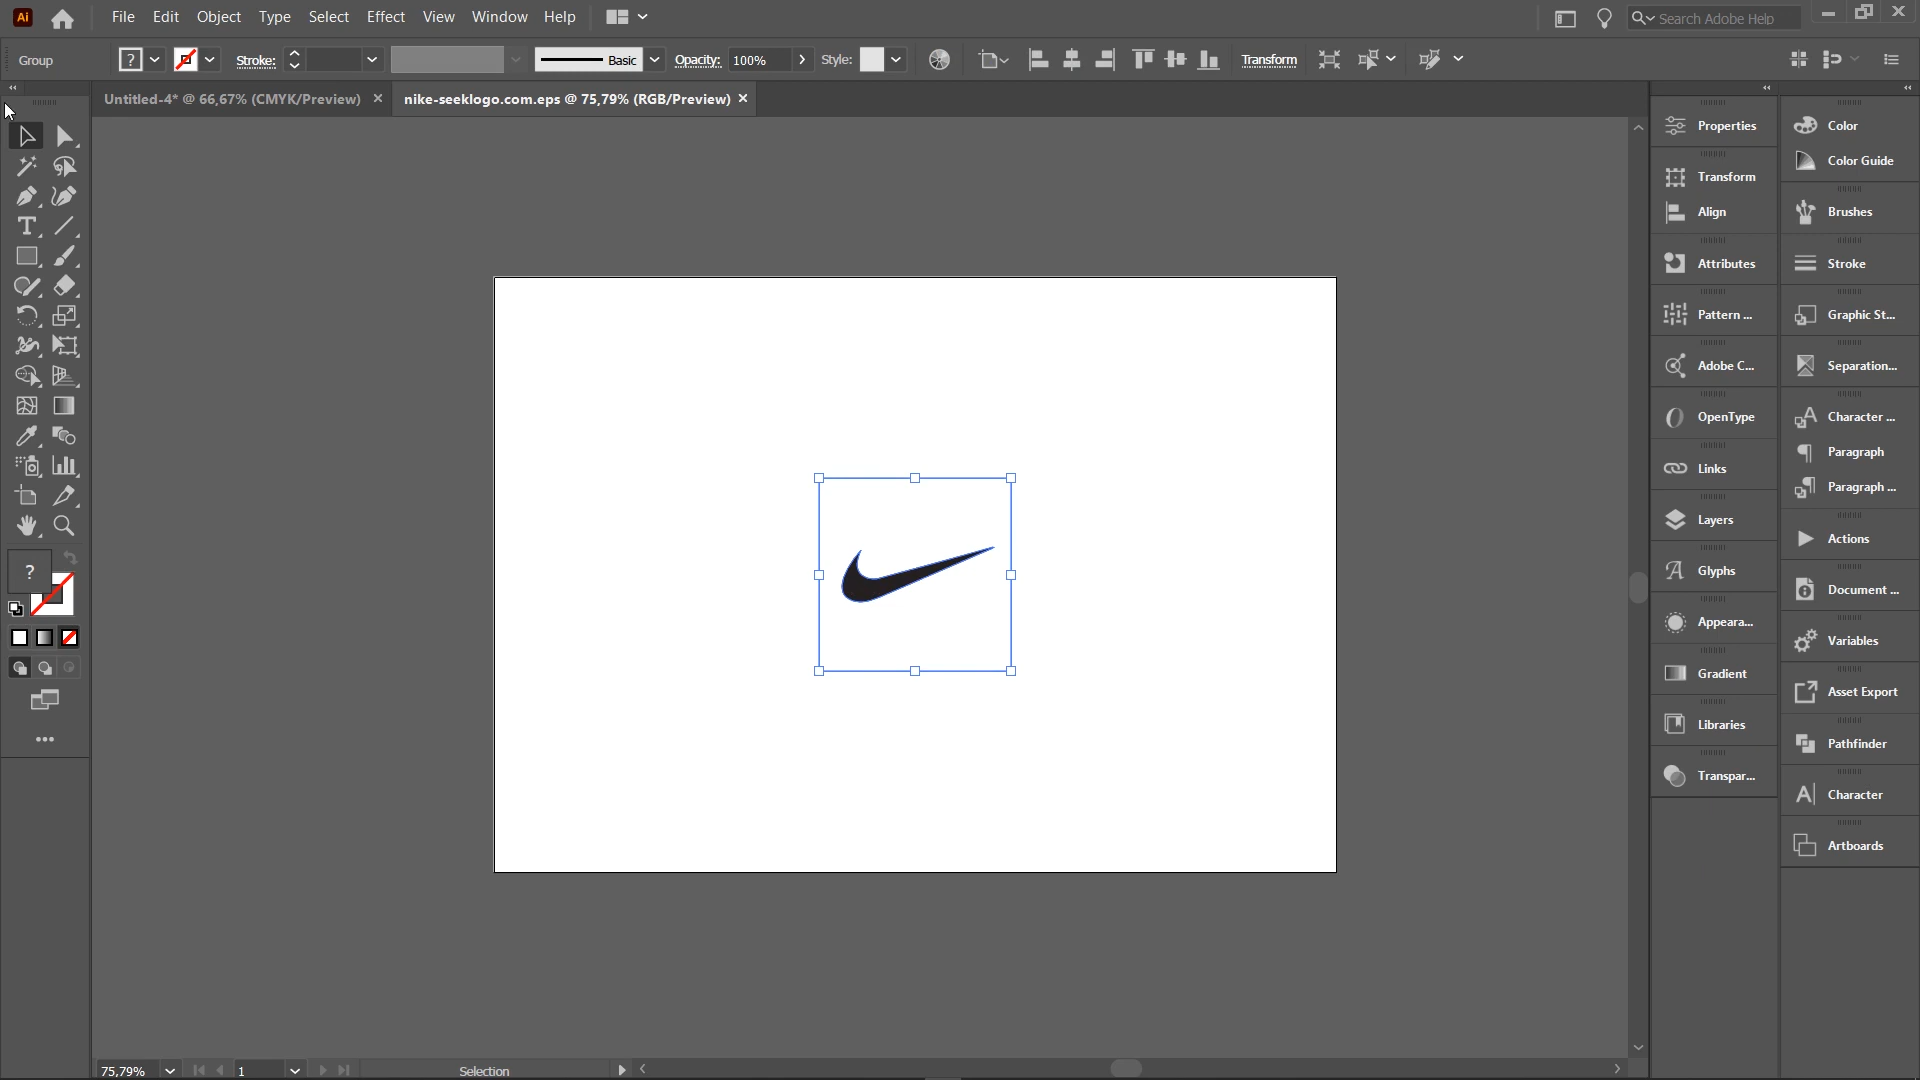 Ai File Edit Object Type Select Effect View Window Help Search Adobe Help
Group ? Stroke: Basic Opacity: 100% Style: Transform
Untitled-4* @ 66,67% (CMYK/Preview) nike-seeklogo.com.eps @ 75,79% (RGB/Preview)
Properties
Transform
Align
Attributes
Pattern ...
Adobe C...
OpenType
Links
Layers
Glyphs
Appeara...
Gradient
Libraries
Transpar...
Color
Color Guide
Brushes
Stroke
Graphic St...
Separation...
Character ...
Paragraph
Paragraph ...
Actions
Document ...
Variables
Asset Export
Pathfinder
Character
Artboards
?
75,79% 1 Selection